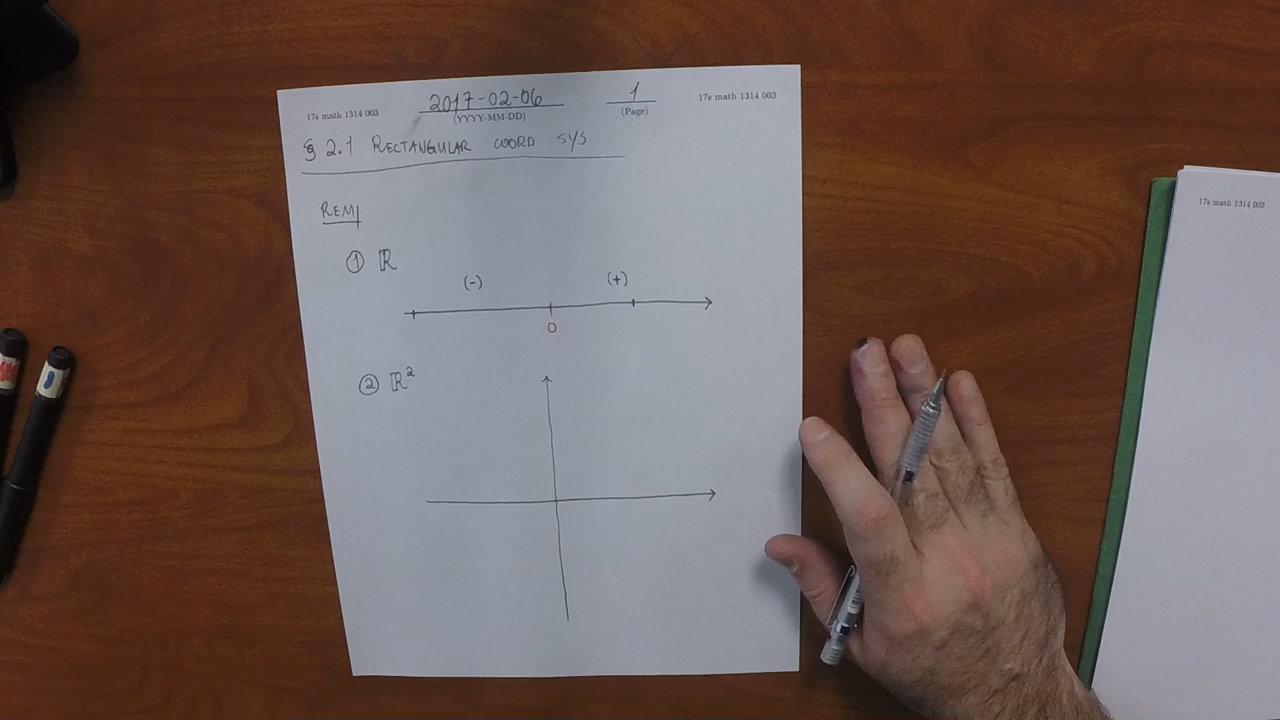 17s math 1314 003
2017-02-06
(YYYY-MM-DD)
1
(Page)
17s math 1314 003
§ 2.1 RECTANGULAR COORD SYS
REM
① ℝ
(-) (+)
0
② ℝ²
17s math 1314 003